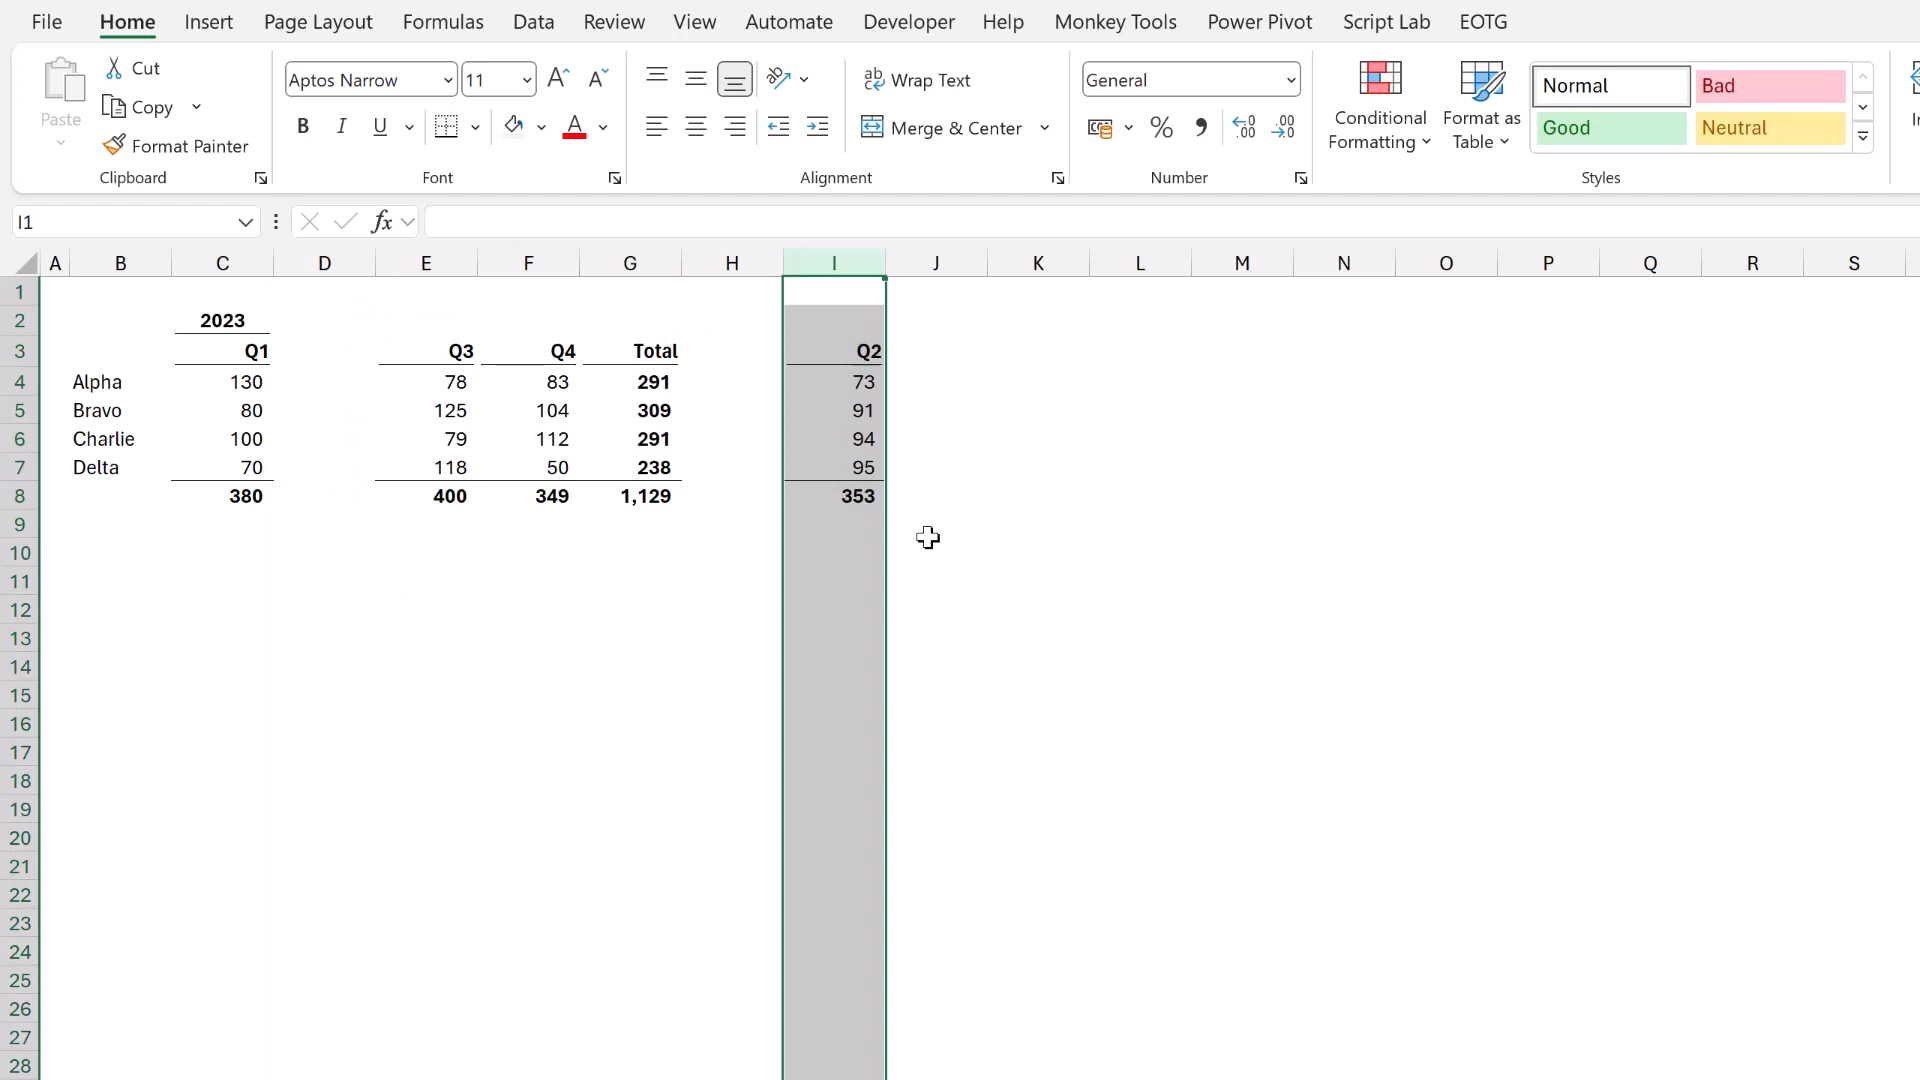 File Home Insert Page Layout Formulas Data Review View Automate Developer Help Monkey Tools Power Pivot Script Lab EOTG
Paste
Cut
Copy
Format Painter
Clipboard
Aptos Narrow 11
B I U
Font
Wrap Text
Merge & Center
Alignment
General
Number
Conditional
Formatting
Format as
Table
Normal Bad
Good Neutral
Styles
I1
fx
A B C D E F G H I J K L M N O P Q R S
1
2 2023
3 Q1 Q3 Q4 Total Q2
4 Alpha 130 78 83 291 73
5 Bravo 80 125 104 309 91
6 Charlie 100 79 112 291 94
7 Delta 70 118 50 238 95
8 380 400 349 1,129 353
9
10
11
12
13
14
15
16
17
18
19
20
21
22
23
24
25
26
27
28